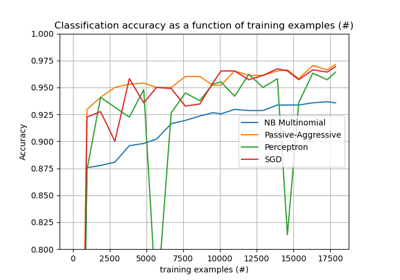 Classification accuracy as a function of training examples (#)
1.000
0.975
0.950
0.925
0.900
0.875
0.850
0.825
0.800
Accuracy
NB Multinomial
Passive-Aggressive
Perceptron
SGD
0 2500 5000 7500 10000 12500 15000 17500
training examples (#)